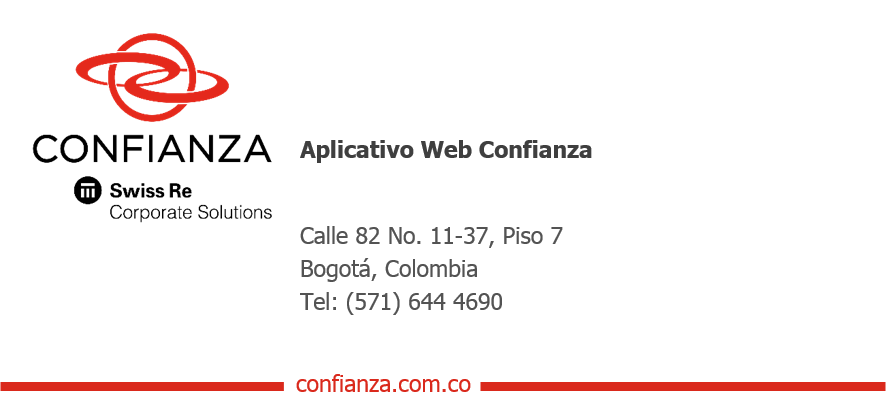 CONFIANZA
Swiss Re
Corporate Solutions
Aplicativo Web Confianza
Calle 82 No. 11-37, Piso 7
Bogotá, Colombia
Tel: (571) 644 4690
confianza.com.co